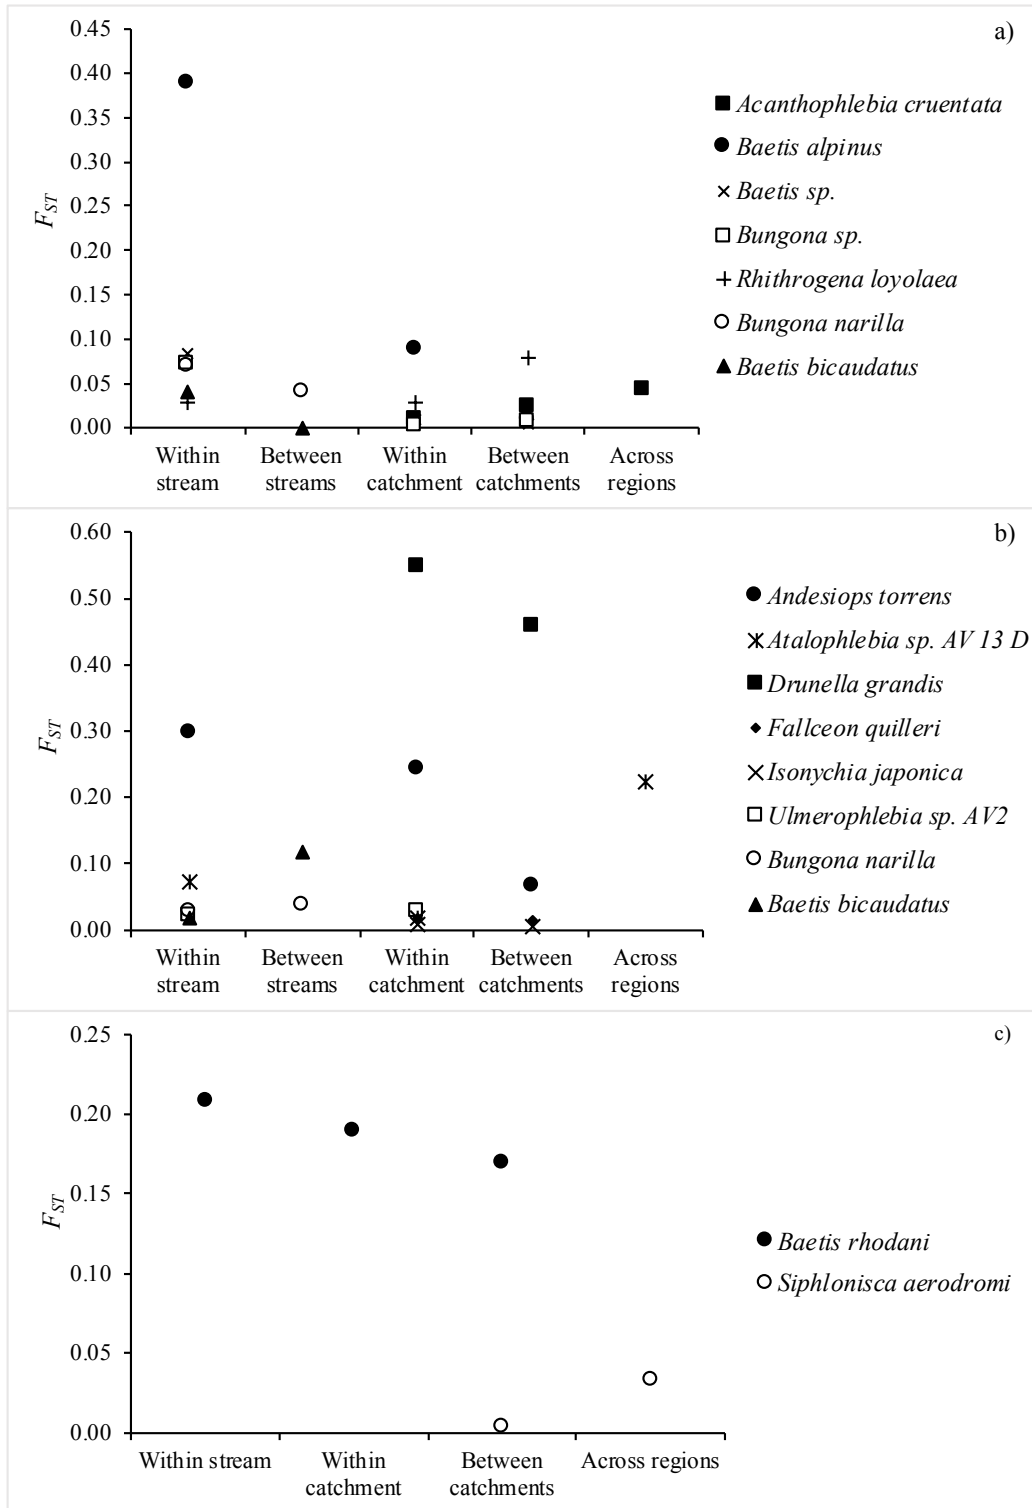 a)
0.45
0.40
0.35
0.30
0.25
0.20
0.15
0.10
0.05
0.00
F_ST
Within stream
Between streams
Within catchment
Between catchments
Across regions
Acanthophlebia cruentata
Baetis alpinus
Baetis sp.
Bungona sp.
Rhithrogena loyolaea
Bungona narilla
Baetis bicaudatus
b)
0.60
0.50
0.40
0.30
0.20
0.10
0.00
F_ST
Within stream
Between streams
Within catchment
Between catchments
Across regions
Andesiops torrens
Atalophlebia sp. AV 13 D
Drunella grandis
Fallceon quilleri
Isonychia japonica
Ulmerophlebia sp. AV2
Bungona narilla
Baetis bicaudatus
c)
0.25
0.20
0.15
0.10
0.05
0.00
F_ST
Within stream
Within catchment
Between catchments
Across regions
Baetis rhodani
Siphlonisca aerodromi